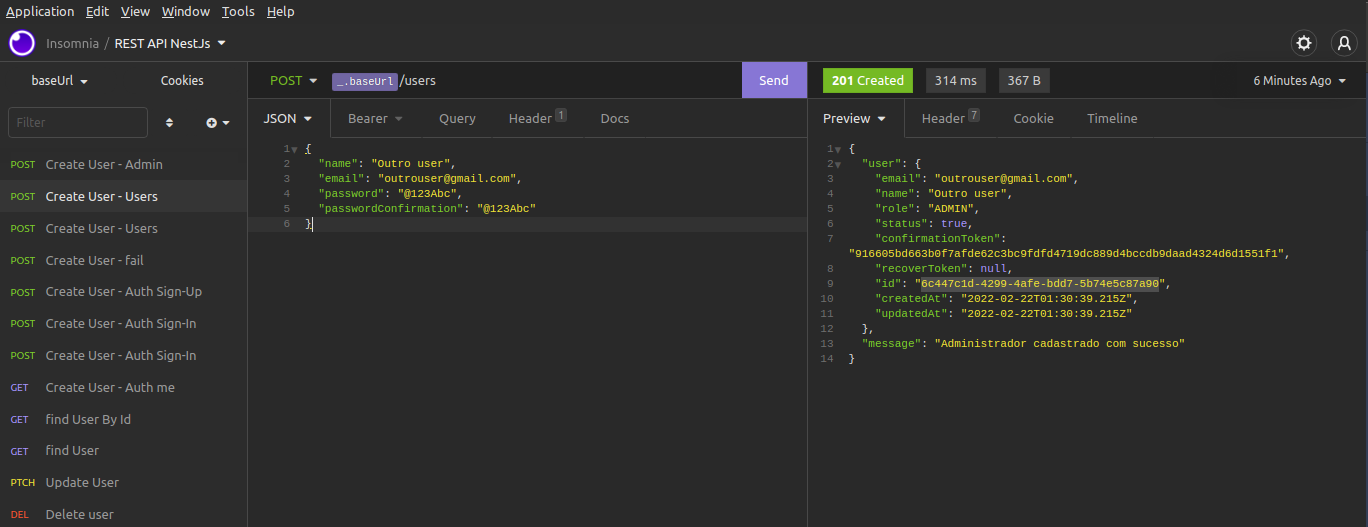 Application Edit View Window Tools Help
Insomnia / REST API NestJs
baseUrl Cookies
Filter
POST Create User - Admin
POST Create User - Users
POST Create User - Users
POST Create User - fail
POST Create User - Auth Sign-Up
POST Create User - Auth Sign-In
POST Create User - Auth Sign-In
GET Create User - Auth me
GET find User By Id
GET find User
PTCH Update User
DEL Delete user
POST _.baseUrl /users Send
JSON Bearer Query Header 1 Docs
1 {
2 "name": "Outro user",
3 "email": "outrouser@gmail.com",
4 "password": "@123Abc",
5 "passwordConfirmation": "@123Abc"
6 }
201 Created 314 ms 367 B 6 Minutes Ago
Preview Header 7 Cookie Timeline
1 {
2 "user": {
3 "email": "outrouser@gmail.com",
4 "name": "Outro user",
5 "role": "ADMIN",
6 "status": true,
7 "confirmationToken":
"916605bd663b0f7afde62c3bc9fdfd4719dc889d4bccdb9daad4324d6d1551f1",
8 "recoverToken": null,
9 "id": "6c447c1d-4299-4afe-bdd7-5b74e5c87a90",
10 "createdAt": "2022-02-22T01:30:39.215Z",
11 "updatedAt": "2022-02-22T01:30:39.215Z"
12 },
13 "message": "Administrador cadastrado com sucesso"
14 }